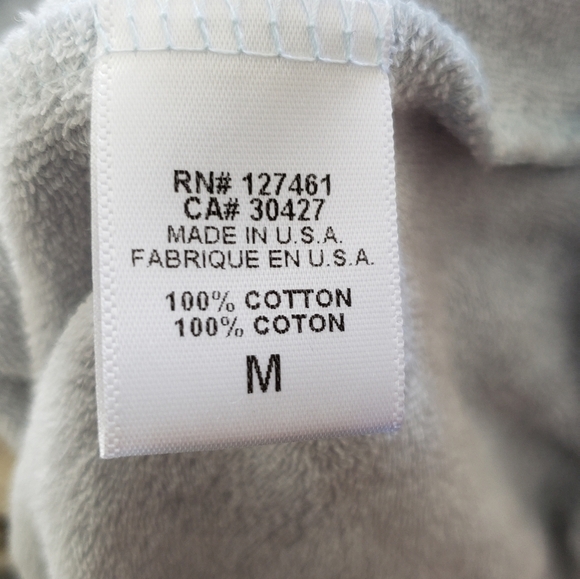 RN# 127461
CA# 30427
MADE IN U.S.A.
FABRIQUE EN U.S.A.
100% COTTON
100% COTON
M